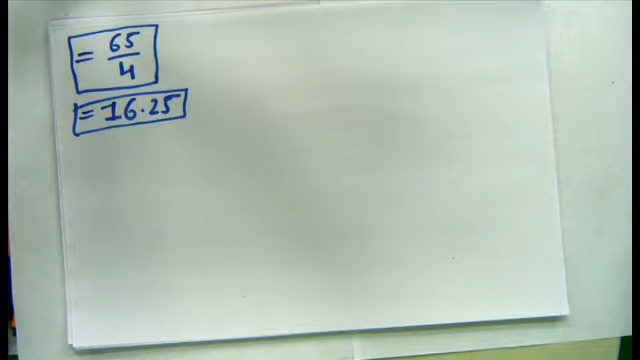 = 65/4
= 16.25